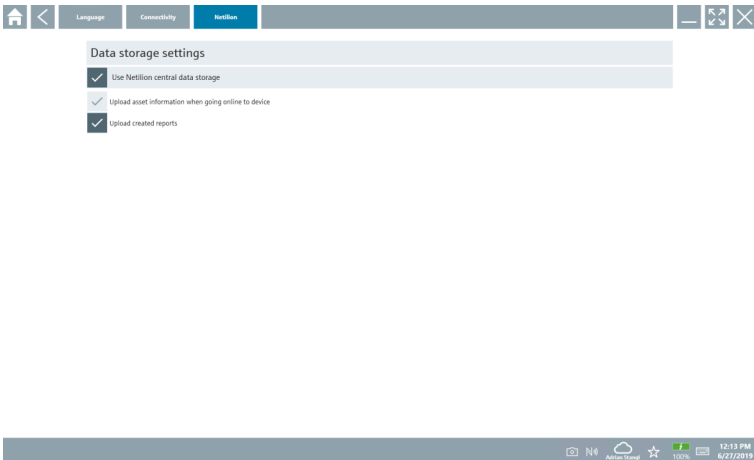 Language Connectivity Netilion
Data storage settings
Use Netilion central data storage
Upload asset information when going online to device
Upload created reports
12:13 PM
100% 6/27/2019